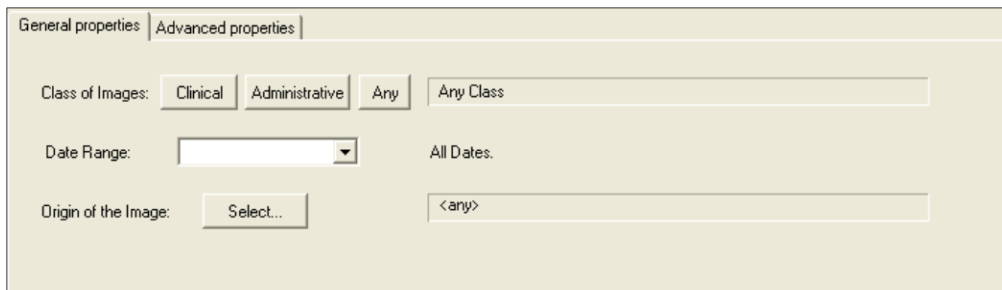 General properties Advanced properties
Class of Images: Clinical Administrative Any Any Class
Date Range: All Dates.
Origin of the Image: Select... <any>